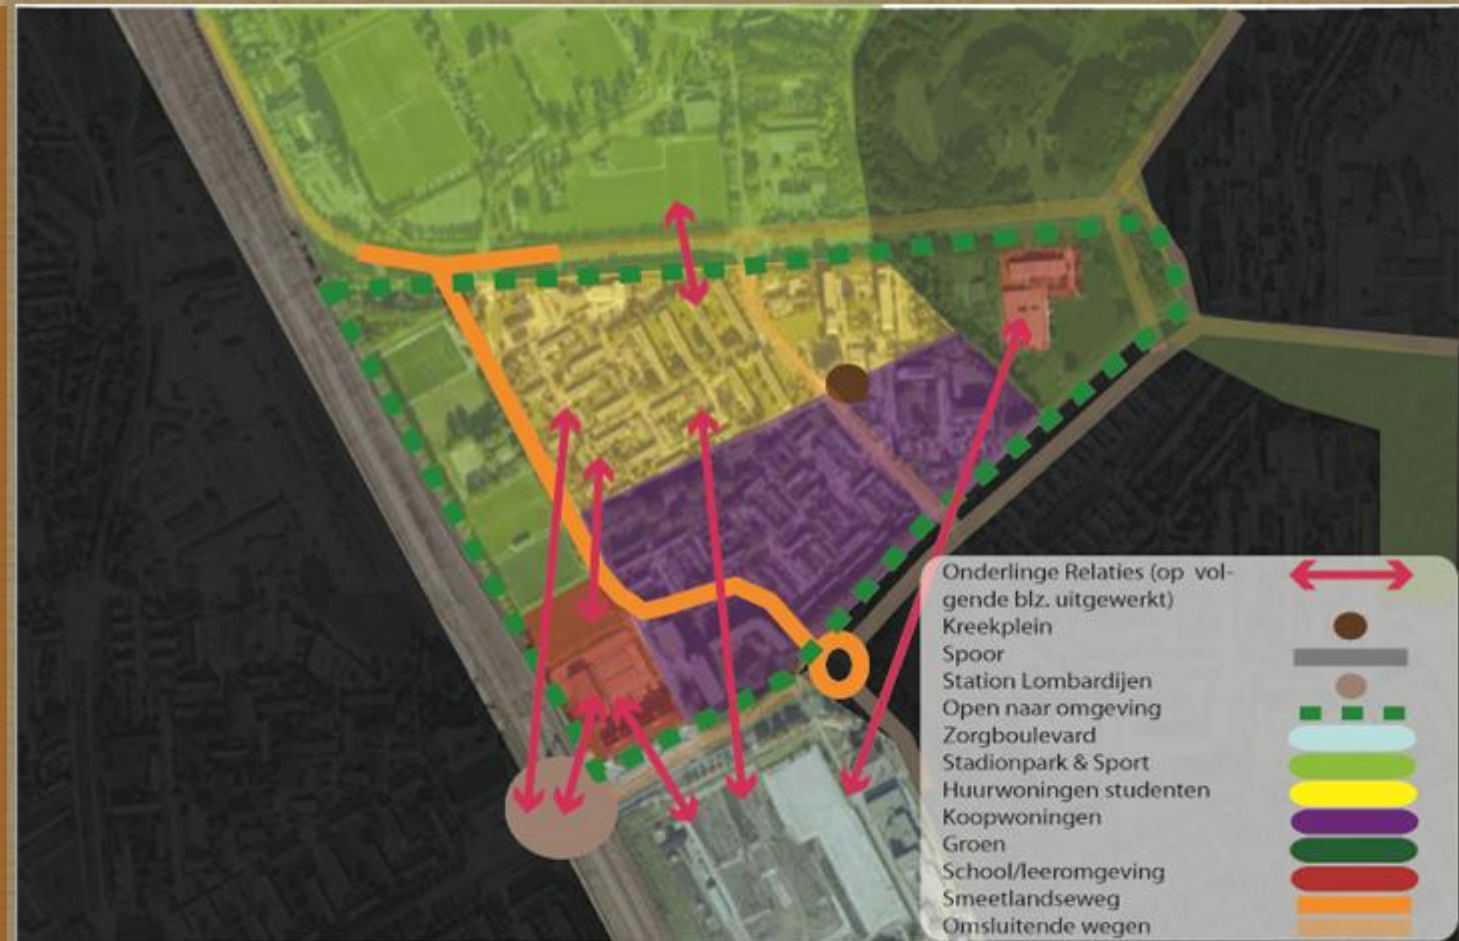 Onderlinge Relaties (op vol-
gende blz. uitgewerkt)
Kreekplein
Spoor
Station Lombardijen
Open naar omgeving
Zorgboulevard
Stadionpark & Sport
Huurwoningen studenten
Koopwoningen
Groen
School/leeromgeving
Smeetlandseweg
Omsluitende wegen